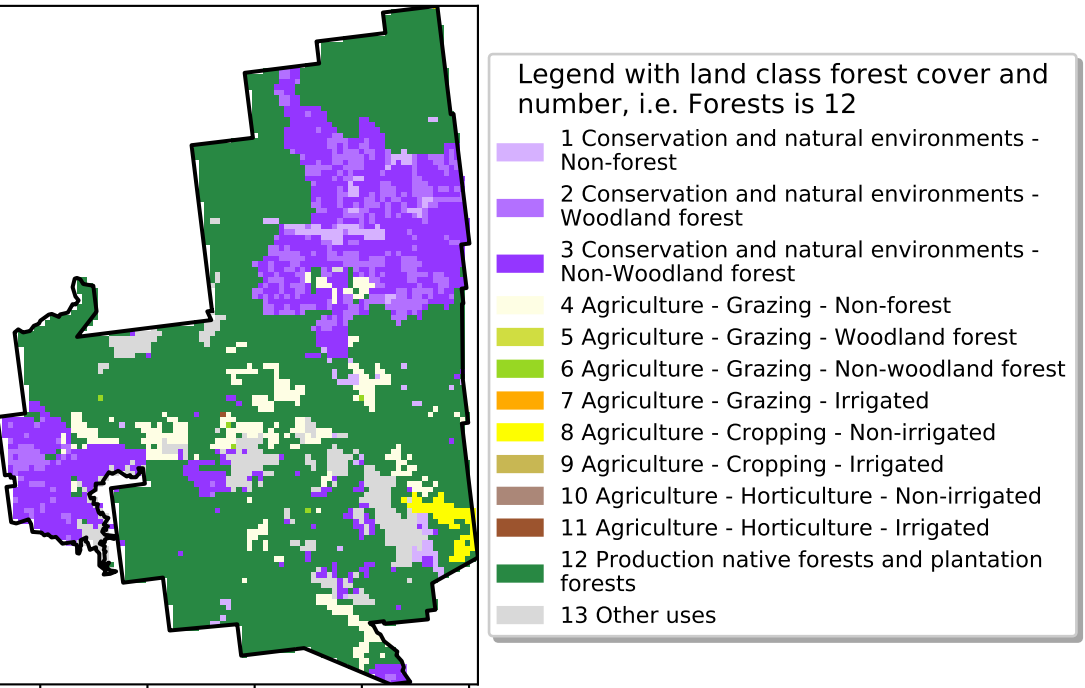 Legend with land class forest cover and
number, i.e. Forests is 12
1 Conservation and natural environments -
Non-forest
2 Conservation and natural environments -
Woodland forest
3 Conservation and natural environments -
Non-Woodland forest
4 Agriculture - Grazing - Non-forest
5 Agriculture - Grazing - Woodland forest
6 Agriculture - Grazing - Non-woodland forest
7 Agriculture - Grazing - Irrigated
8 Agriculture - Cropping - Non-irrigated
9 Agriculture - Cropping - Irrigated
10 Agriculture - Horticulture - Non-irrigated
11 Agriculture - Horticulture - Irrigated
12 Production native forests and plantation
forests
13 Other uses